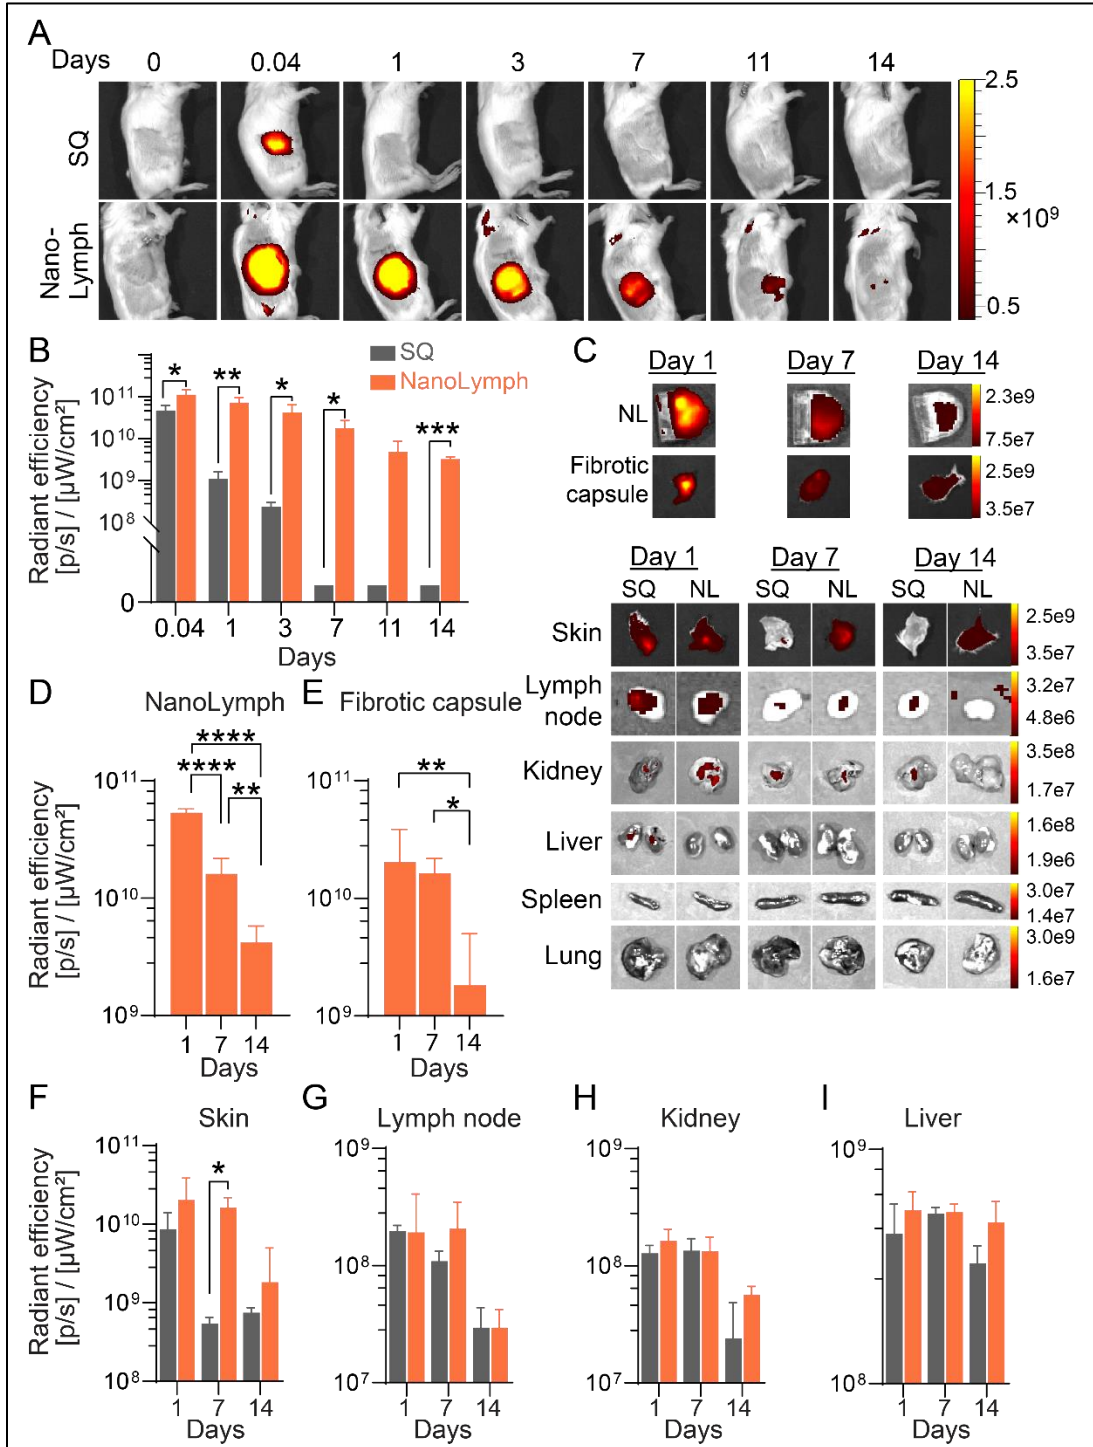 A
Days 0 0.04 1 3 7 11 14
SQ
Nano-
Lymph
2.5
1.5
×10⁹
0.5
B
SQ
NanoLymph
* ** * * ***
Radiant efficiency
[p/s] / [µW/cm²]
10¹¹
10¹⁰
10⁹
10⁸
0
0.04 1 3 7 11 14
Days
C
Day 1 Day 7 Day 14
NL
2.3e9
7.5e7
Fibrotic
capsule
2.5e9
3.5e7
Day 1 Day 7 Day 14
SQ NL SQ NL SQ NL
Skin
2.5e9
3.5e7
Lymph
node
3.2e7
4.8e6
Kidney
3.5e8
1.7e7
Liver
1.6e8
1.9e6
Spleen
3.0e7
1.4e7
Lung
3.0e9
1.6e7
D
NanoLymph
****
****
**
Radiant efficiency
[p/s] / [µW/cm²]
10¹¹
10¹⁰
10⁹
1 7 14
Days
E
Fibrotic capsule
**
*
10¹¹
10¹⁰
10⁹
1 7 14
Days
F
Skin
*
Radiant efficiency
[p/s] / [µW/cm²]
10¹¹
10¹⁰
10⁹
10⁸
1 7 14
Days
G
Lymph node
10⁹
10⁸
10⁷
1 7 14
Days
H
Kidney
10⁹
10⁸
10⁷
1 7 14
Days
I
Liver
10⁹
10⁸
1 7 14
Days